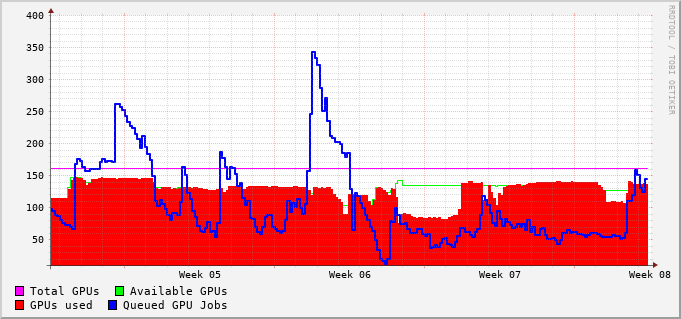 400
350
300
250
200
150
100
50
Week 05 Week 06 Week 07 Week 08
Total GPUs Available GPUs
GPUs used Queued GPU Jobs
RRDTOOL / TOBI OETIKER